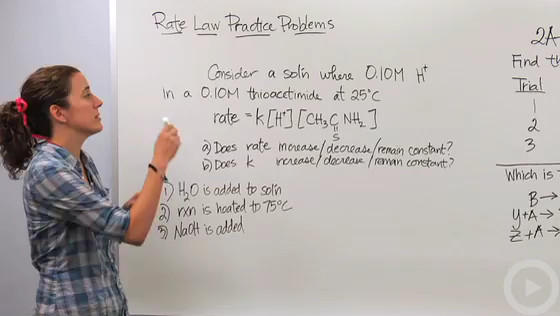 Rate Law Practice Problems
Consider a sol'n where 0.10M H⁺
in a 0.10M thioacetimide at 25°C
rate = k[H⁺][CH₃CNH₂]
S
a) Does rate increase/decrease/remain constant?
b) Does k increase/decrease/remain constant?
1) H₂O is added to sol'n
2) rxn is heated to 75°C
3) NaOH is added
2A
Find th
Trial
1
2
3
Which is
B→
Y+A→
Z+A→